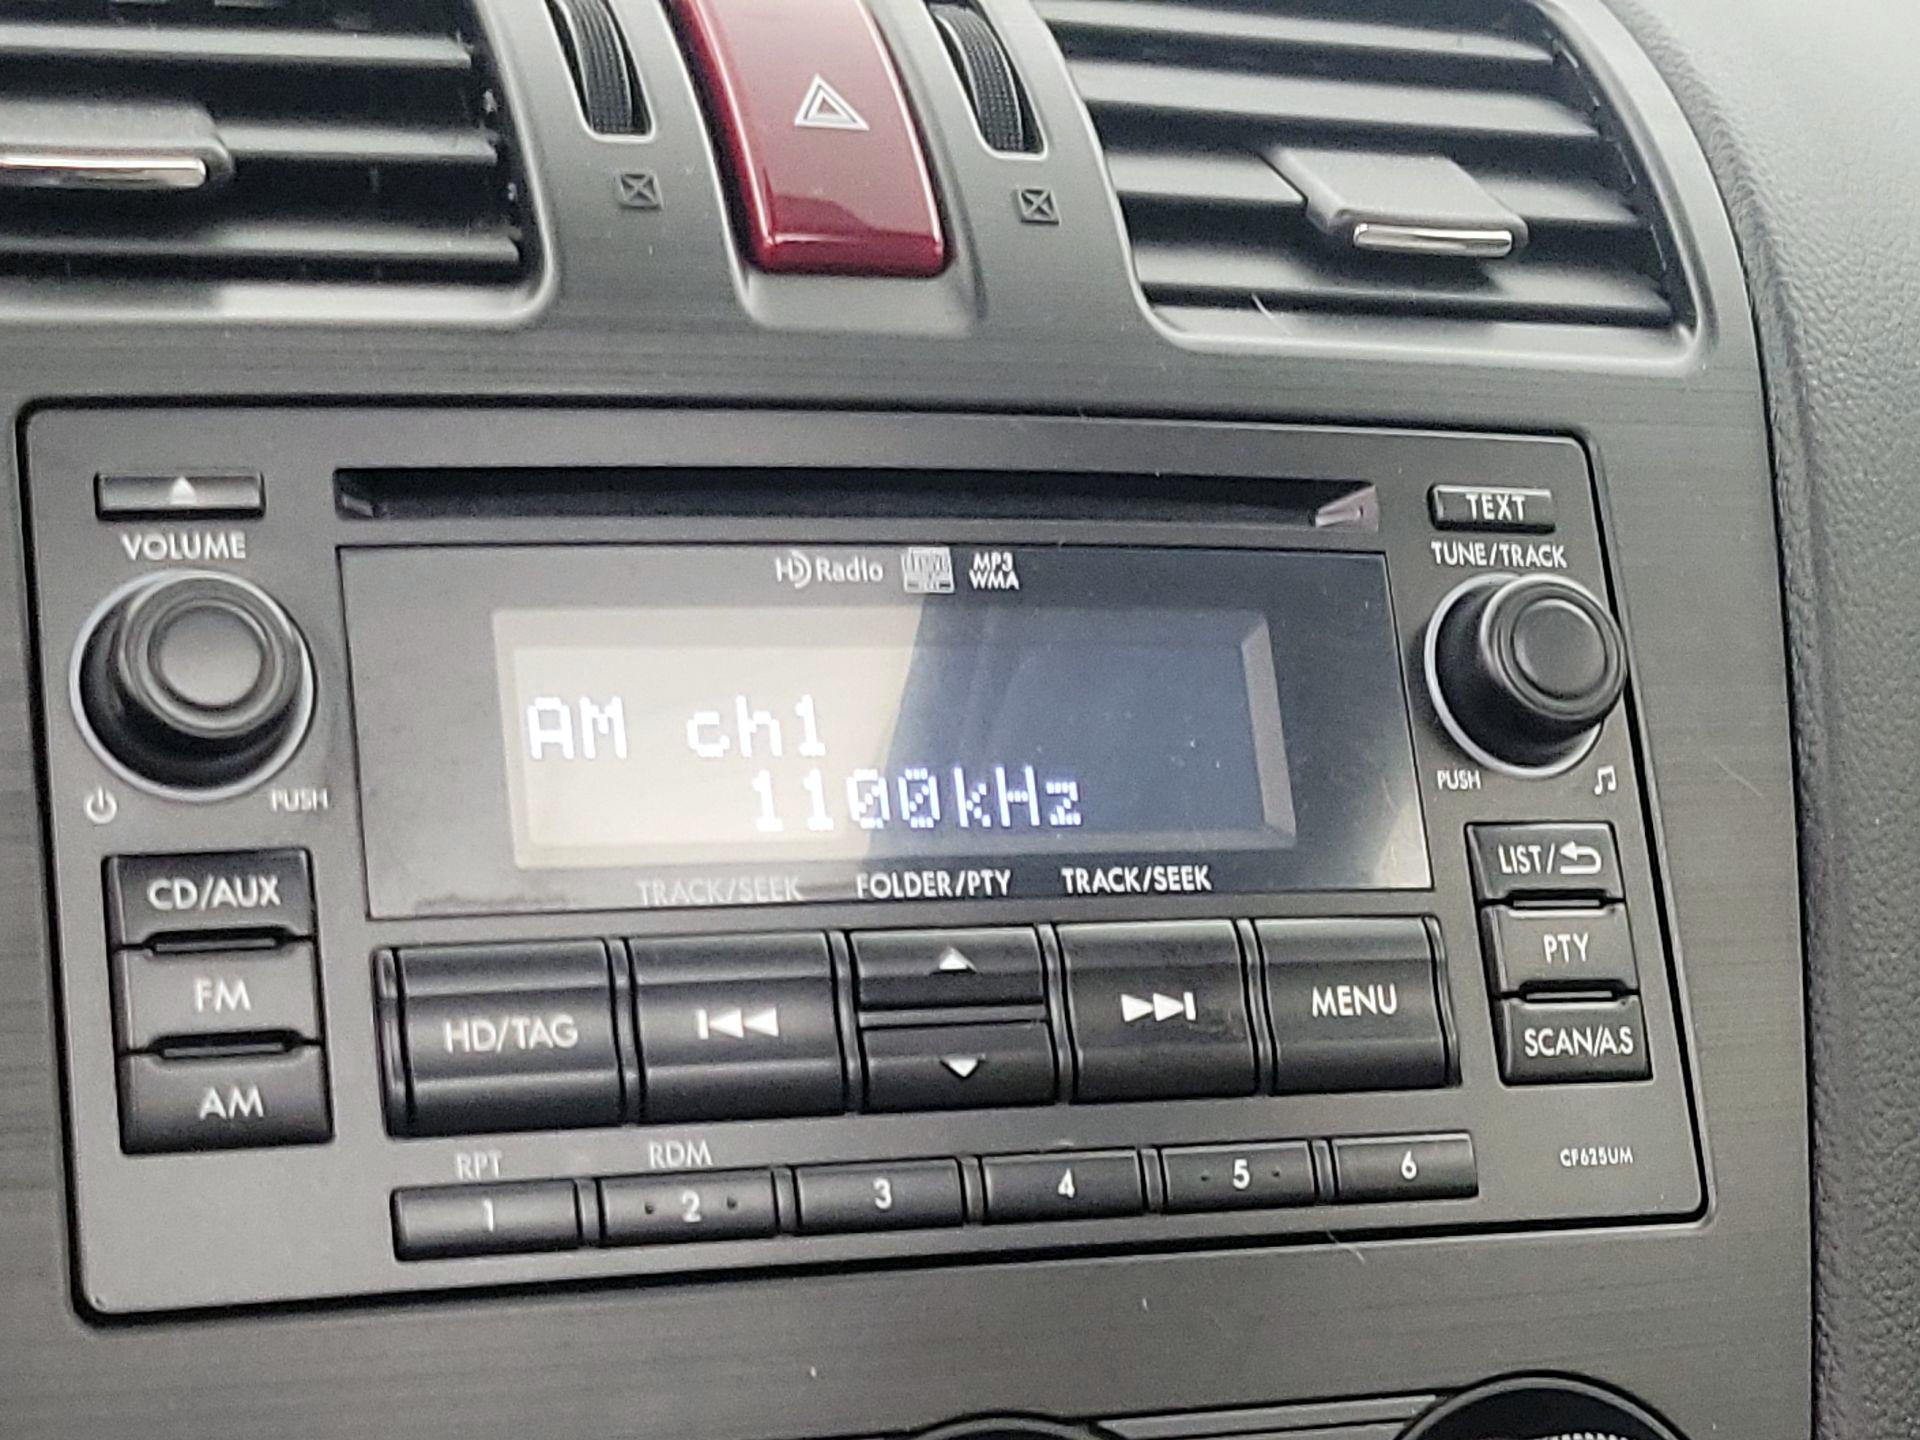 VOLUME
TEXT
TUNE/TRACK
HD Radio
MP3
WMA
AM ch1
1100kHz
PUSH
PUSH
TRACK/SEEK
FOLDER/PTY
TRACK/SEEK
CD/AUX
FM
AM
HD/TAG
MENU
LIST/
PTY
SCAN/A.S
RPT
RDM
1
2
3
4
5
6
CF625UM